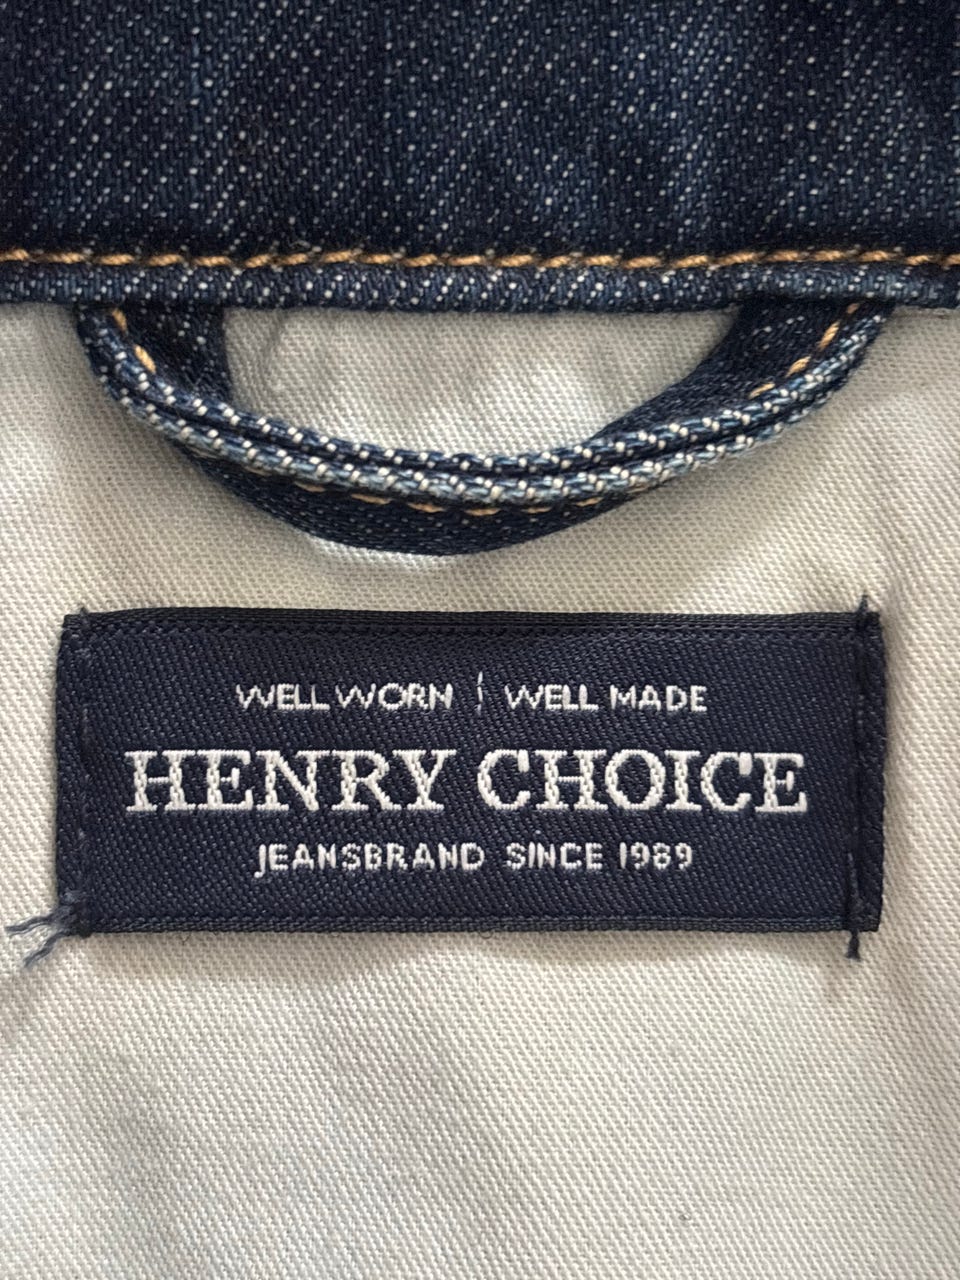 WELL WORN | WELL MADE
HENRY CHOICE
JEANSBRAND SINCE 1989